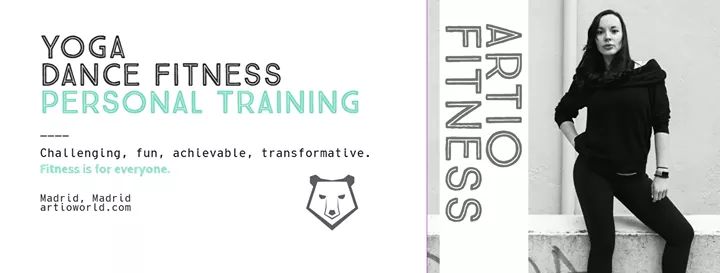 YOGA
DANCE FITNESS
PERSONAL TRAINING
----
Challenging, fun, achievable, transformative.
Fitness is for everyone.
Madrid, Madrid
artioworld.com
ARTIO
FITNESS